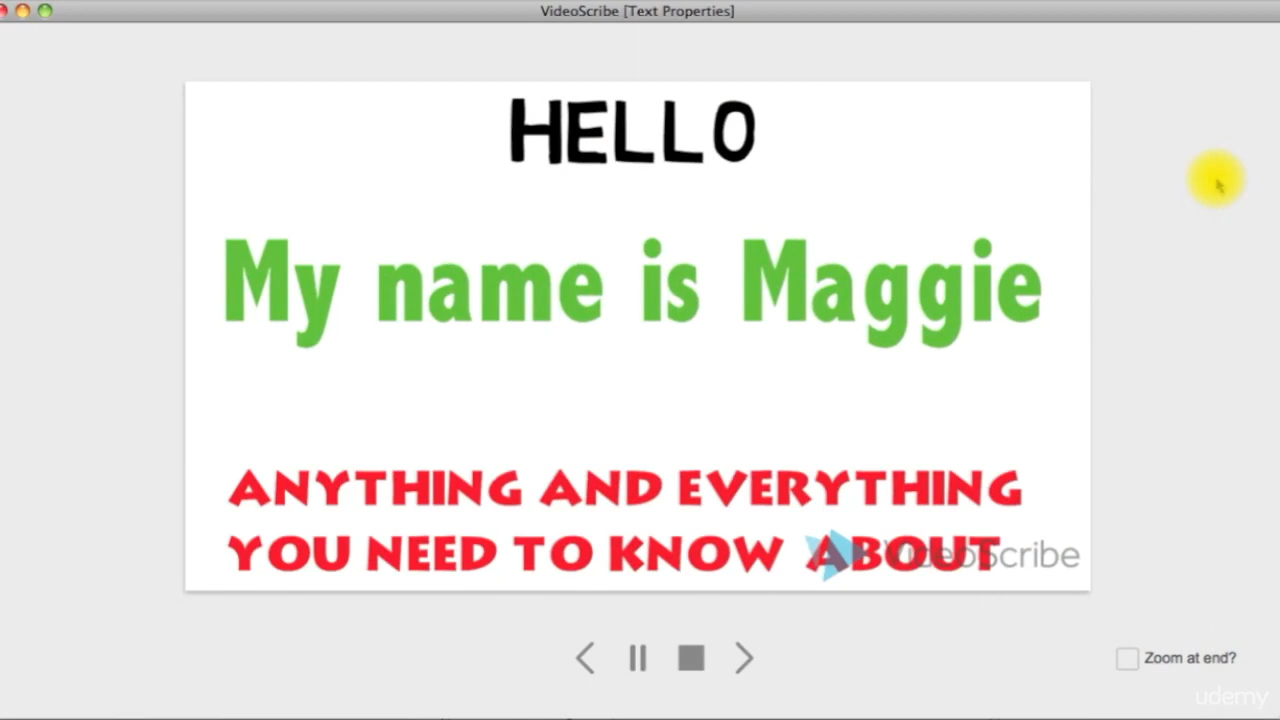 VideoScribe [Text Properties]
HELLO
My name is Maggie
ANYTHING AND EVERYTHING
YOU NEED TO KNOW ABOUT
VideoScribe
Zoom at end?
udemy